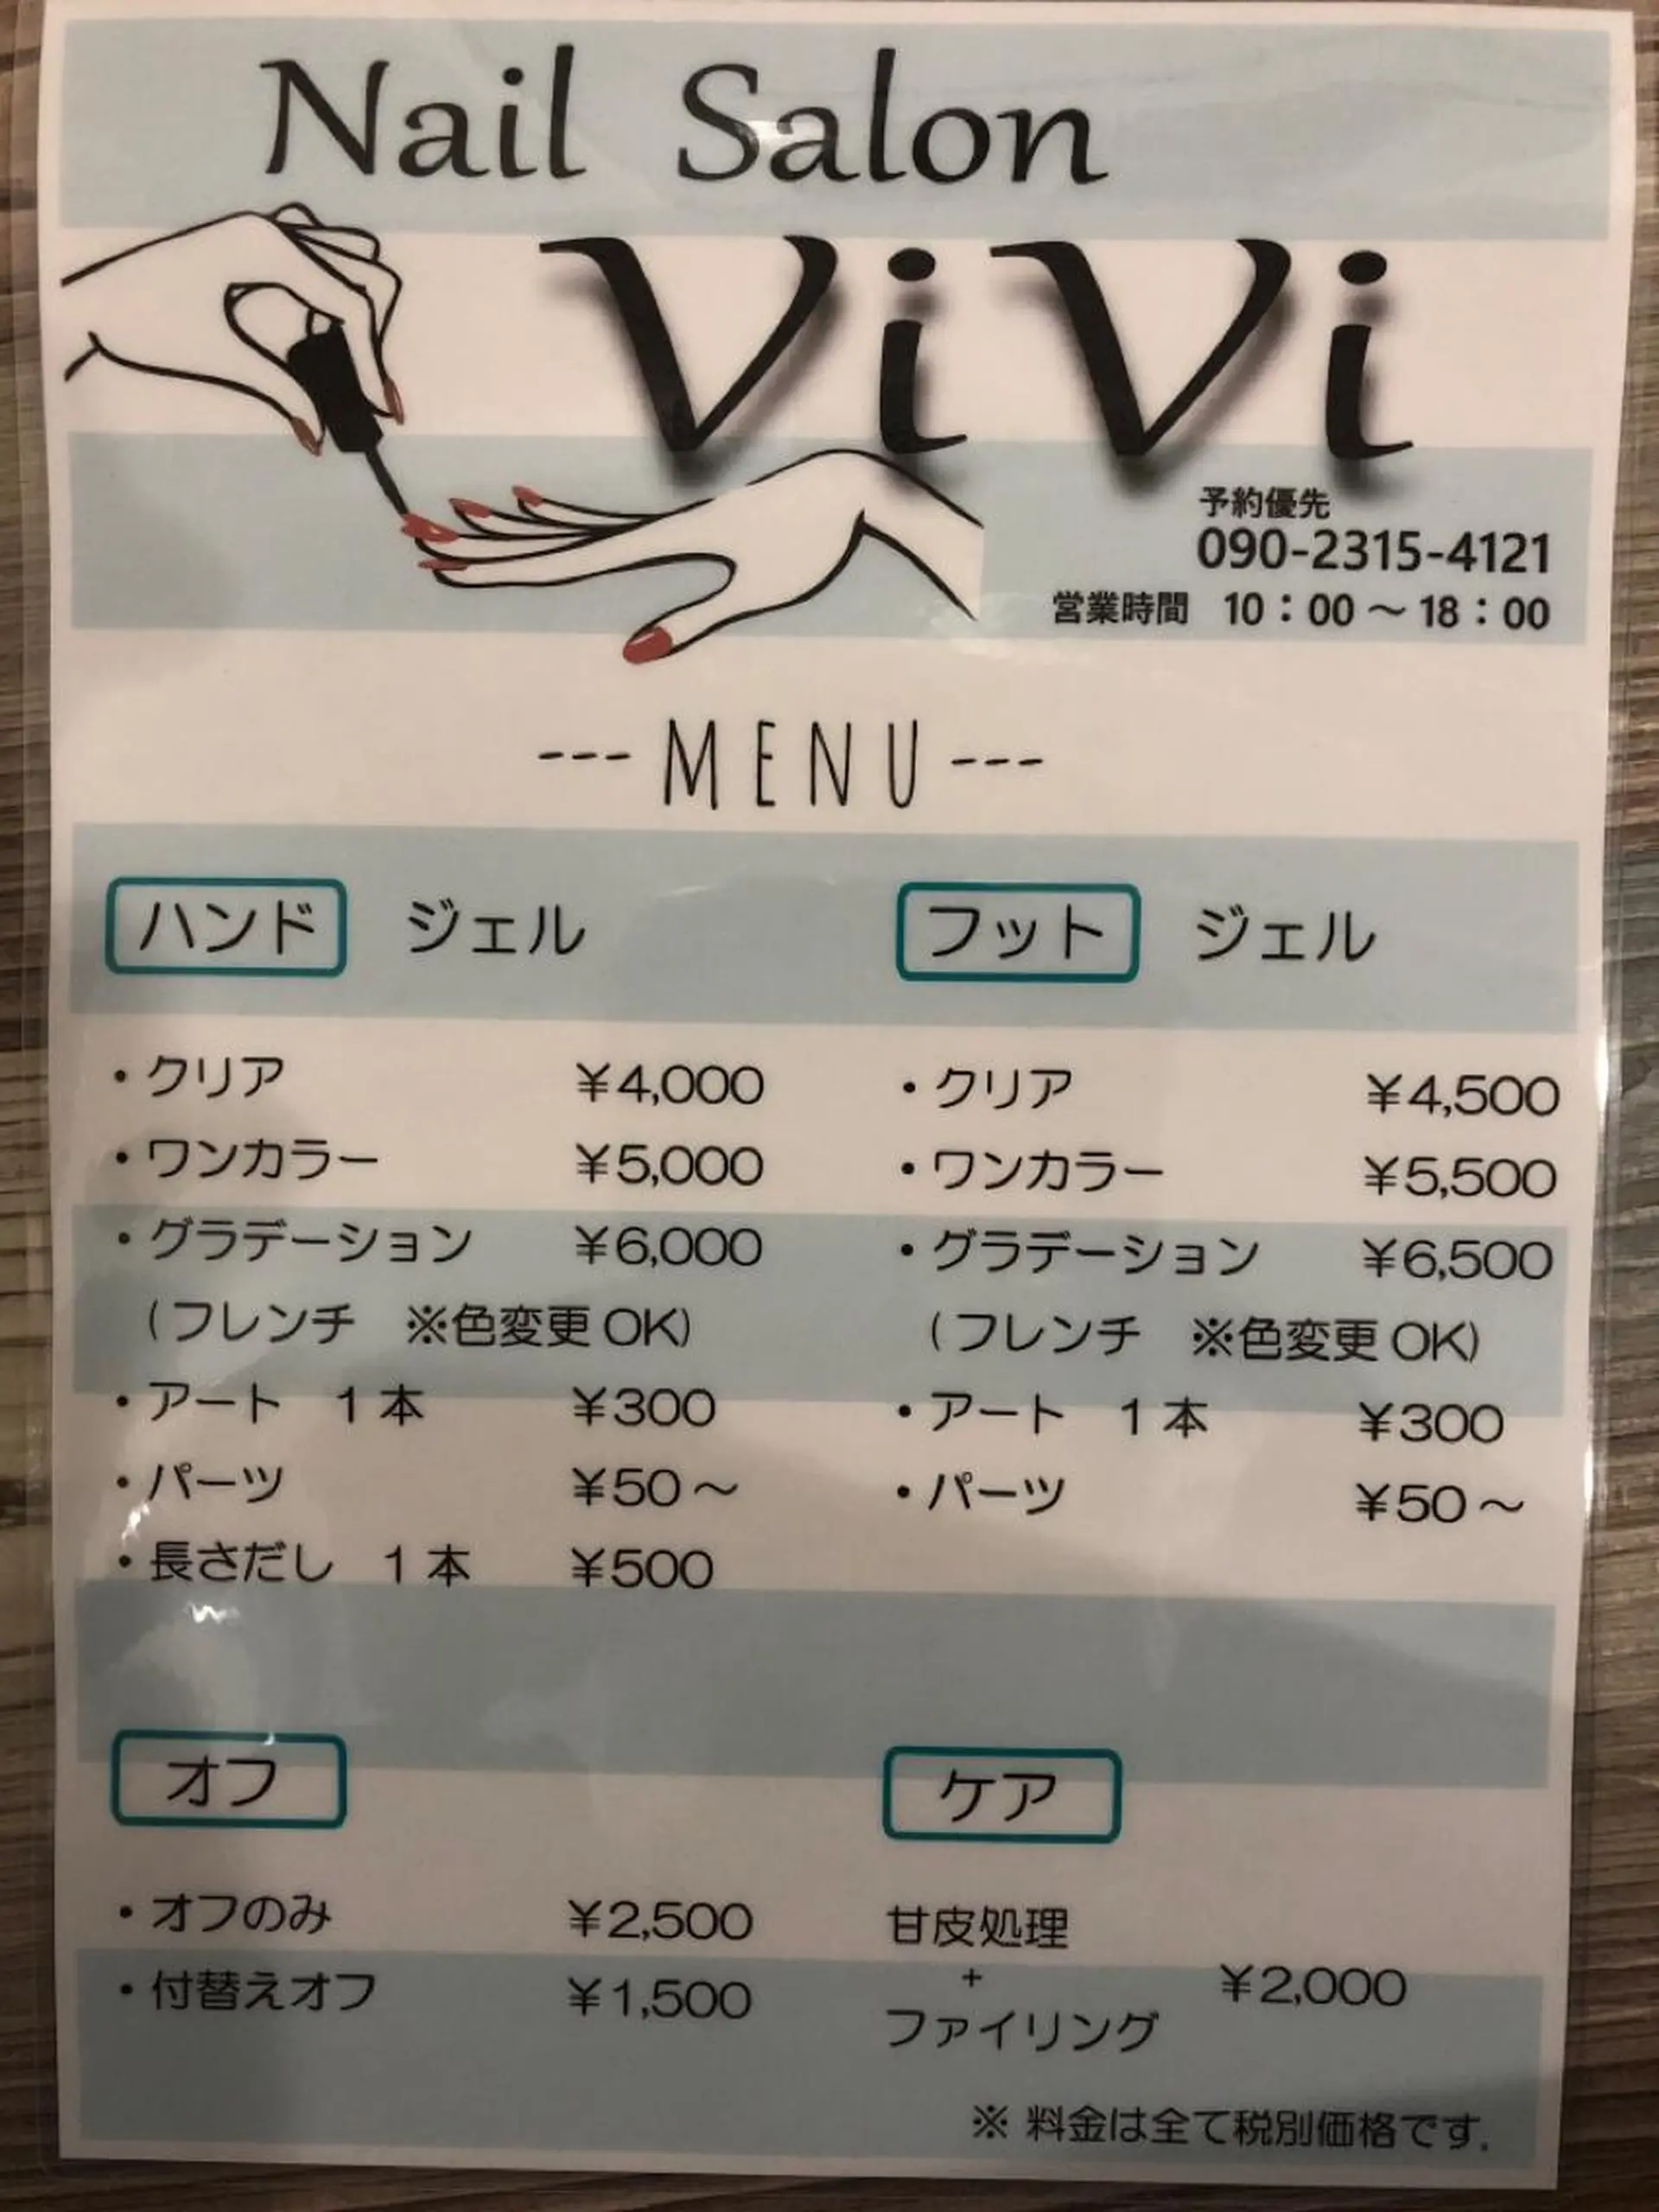 Nail Salon
ViVi
予約優先
090-2315-4121
営業時間 10：00～18：00
---MENU---
ハンド ジェル
・クリア ¥4,000
・ワンカラー ¥5,000
・グラデーション ¥6,000
(フレンチ ※色変更OK)
・アート 1本 ¥300
・パーツ ¥50～
・長さだし 1本 ¥500
フット ジェル
・クリア ¥4,500
・ワンカラー ¥5,500
・グラデーション ¥6,500
(フレンチ ※色変更OK)
・アート 1本 ¥300
・パーツ ¥50～
オフ
・オフのみ ¥2,500
・付替えオフ ¥1,500
ケア
甘皮処理
+
ファイリング ¥2,000
※ 料金は全て税別価格です.